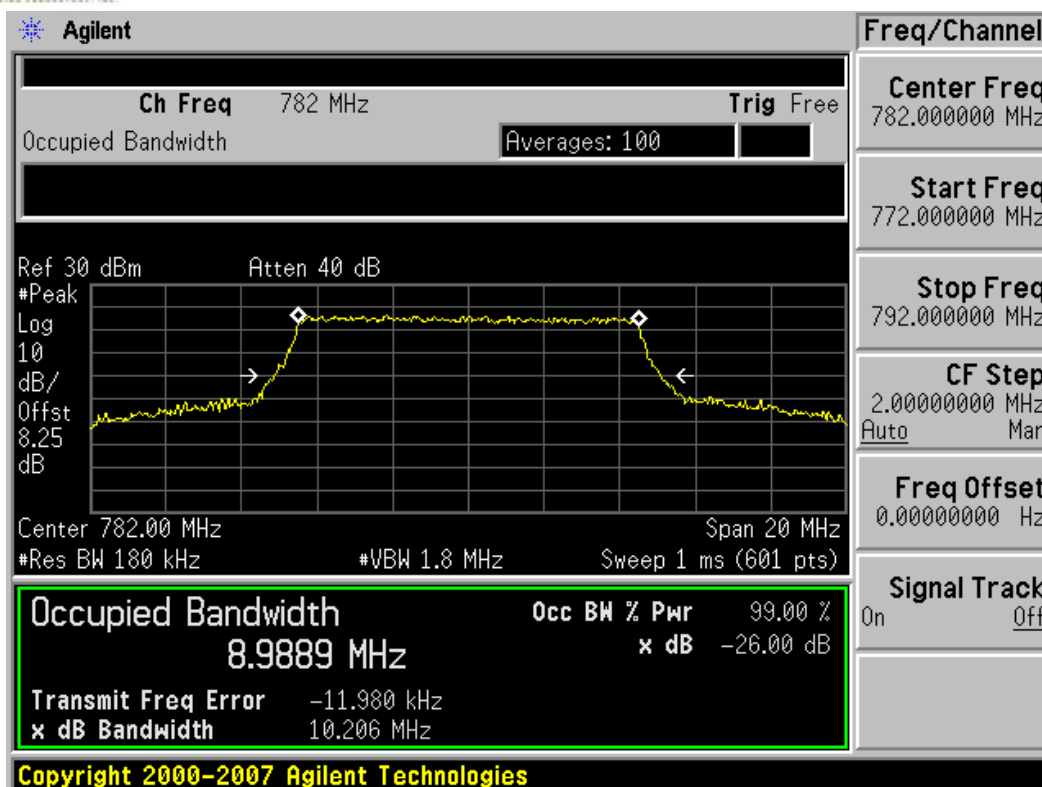 Agilent
Freq/Channel
Ch Freq 782 MHz Trig Free
Occupied Bandwidth Averages: 100
Center Freq
782.000000 MHz
Start Freq
772.000000 MHz
Stop Freq
792.000000 MHz
CF Step
2.00000000 MHz
Auto Man
Freq Offset
0.00000000 Hz
Signal Track
On Off
Ref 30 dBm Atten 40 dB
#Peak
Log
10
dB/
Offst
8.25
dB
Center 782.00 MHz Span 20 MHz
#Res BW 180 kHz #VBW 1.8 MHz Sweep 1 ms (601 pts)
Occupied Bandwidth Occ BW % Pwr 99.00 %
8.9889 MHz x dB -26.00 dB
Transmit Freq Error -11.980 kHz
x dB Bandwidth 10.206 MHz
Copyright 2000-2007 Agilent Technologies